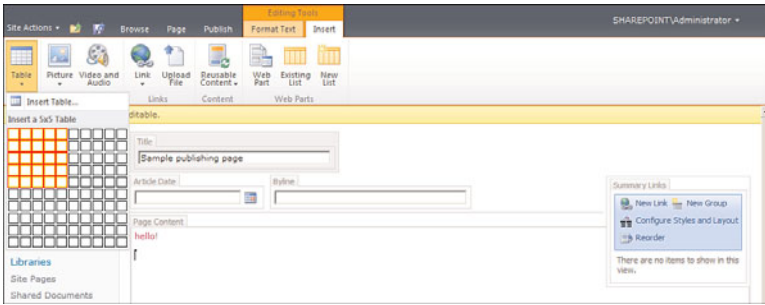 Editing Tools
Site Actions Browse Page Publish Format Text Insert SHAREPOINT\Administrator
Table Picture Video and Audio Link Upload File Reusable Content Web Part Existing List New List
Links Content Web Parts
Insert Table...
Insert a 5x5 Table
ditable.
Title
Sample publishing page
Article Date Byline
Summary Links
New Link New Group
Configure Styles and Layout
Reorder
There are no items to show in this
view.
Page Content
hello!
Libraries
Site Pages
Shared Documents